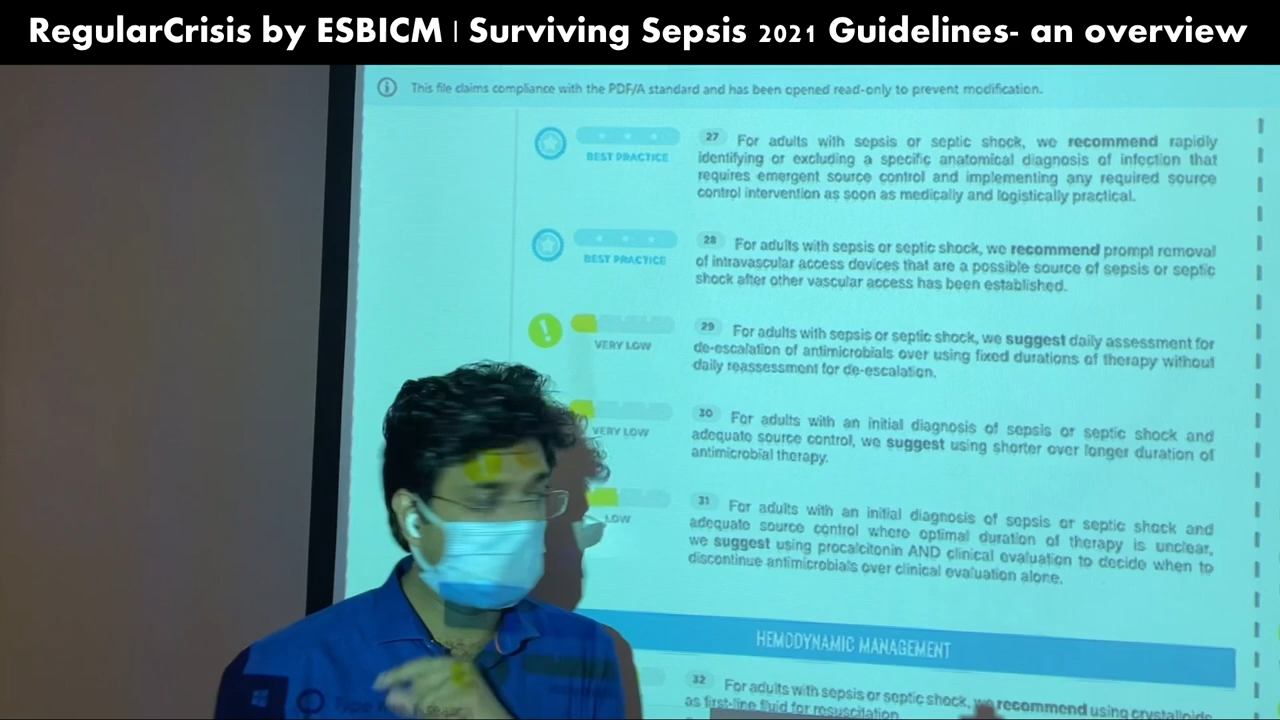 RegularCrisis by ESBICM | Surviving Sepsis 2021 Guidelines- an overview
This file claims compliance with the PDF/A standard and has been opened read-only to prevent modification.
BEST PRACTICE
27 For adults with sepsis or septic shock, we recommend rapidly
identifying or excluding a specific anatomical diagnosis of infection that
requires emergent source control and implementing any required source
control intervention as soon as medically and logistically practical.
BEST PRACTICE
28 For adults with sepsis or septic shock, we recommend prompt removal
of intravascular access devices that are a possible source of sepsis or septic
shock after other vascular access has been established.
VERY LOW
29 For adults with sepsis or septic shock, we suggest daily assessment for
de-escalation of antimicrobials over using fixed durations of therapy without
daily reassessment for de-escalation.
VERY LOW
30 For adults with an initial diagnosis of sepsis or septic shock and
adequate source control, we suggest using shorter over longer duration of
antimicrobial therapy.
LOW
31 For adults with an initial diagnosis of sepsis or septic shock and
adequate source control where optimal duration of therapy is unclear,
we suggest using procalcitonin AND clinical evaluation to decide when to
discontinue antimicrobials over clinical evaluation alone.
HEMODYNAMIC MANAGEMENT
32 For adults with sepsis or septic shock, we recommend using crystalloids
as first-line fluid for resuscitation.
Type